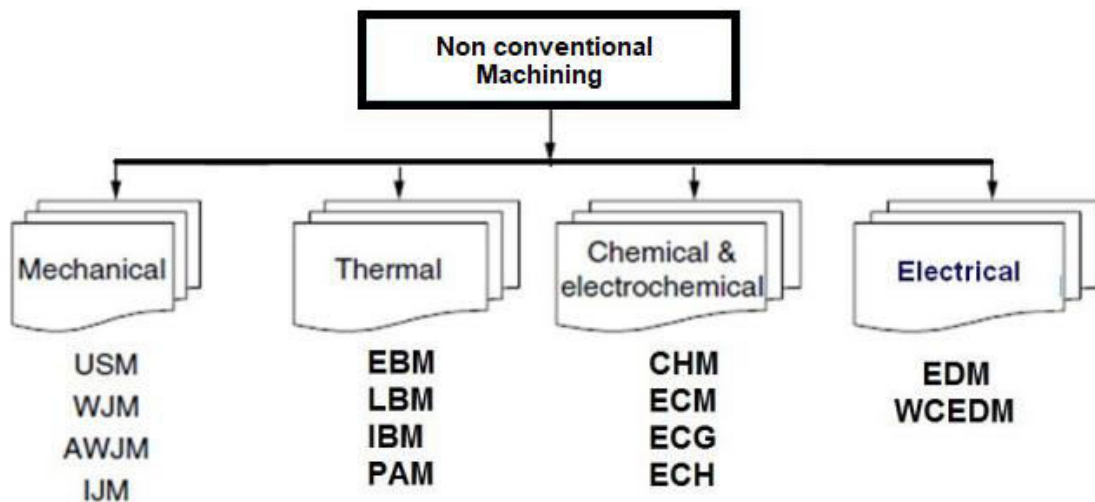 Non conventional
Machining
Mechanical
Thermal
Chemical &
electrochemical
Electrical
USM
WJM
AWJM
IJM
EBM
LBM
IBM
PAM
CHM
ECM
ECG
ECH
EDM
WCEDM